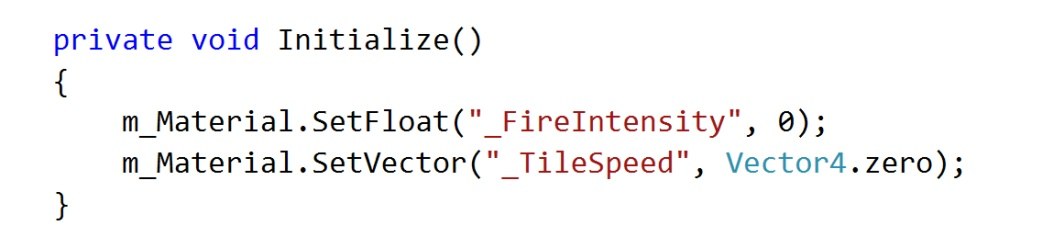 private void Initialize()
{
    m_Material.SetFloat("_FireIntensity", 0);
    m_Material.SetVector("_TileSpeed", Vector4.zero);
}